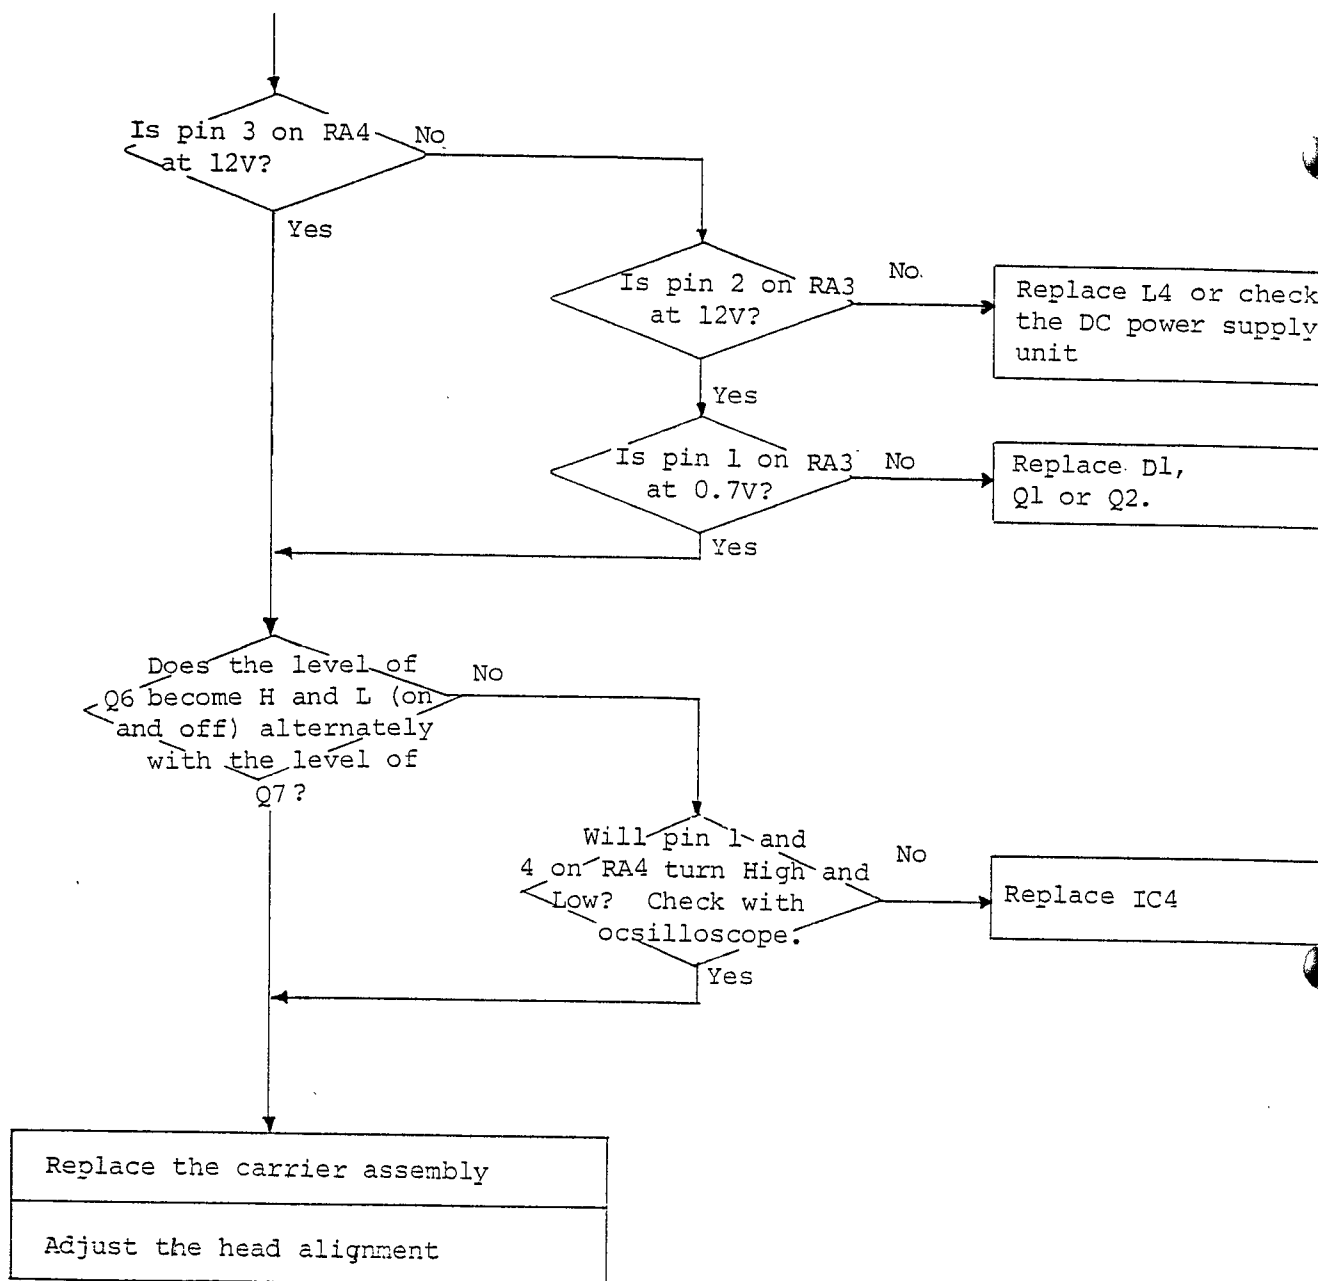 Is pin 3 on RA4
at 12V?
No
Yes
Is pin 2 on RA3
at 12V?
No.
Replace L4 or check
the DC power supply
unit
Yes
Is pin 1 on RA3
at 0.7V?
No
Replace D1,
Q1 or Q2.
Yes
Does the level of
Q6 become H and L (on
and off) alternately
with the level of
Q7?
No
Will pin 1 and
4 on RA4 turn High and
Low? Check with
ocsilloscope.
No
Replace IC4
Yes
Replace the carrier assembly
Adjust the head alignment